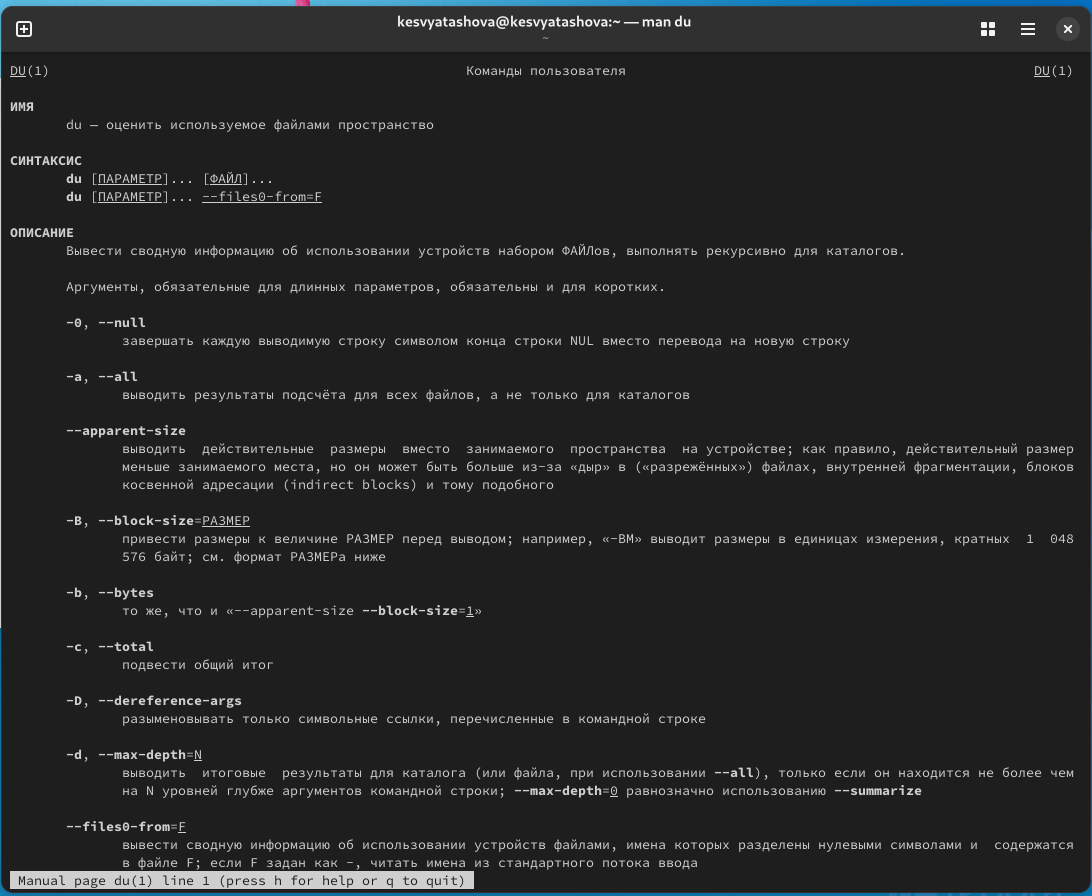 kesvyatashova@kesvyatashova:~ — man du
~
DU(1) Команды пользователя DU(1)
ИМЯ
du — оценить используемое файлами пространство
СИНТАКСИС
du [ПАРАМЕТР]... [ФАЙЛ]...
du [ПАРАМЕТР]... --files0-from=F
ОПИСАНИЕ
Вывести сводную информацию об использовании устройств набором ФАЙЛов, выполнять рекурсивно для каталогов.
Аргументы, обязательные для длинных параметров, обязательны и для коротких.
-0, --null
завершать каждую выводимую строку символом конца строки NUL вместо перевода на новую строку
-a, --all
выводить результаты подсчёта для всех файлов, а не только для каталогов
--apparent-size
выводить действительные размеры вместо занимаемого пространства на устройстве; как правило, действительный размер
меньше занимаемого места, но он может быть больше из-за «дыр» в («разрежённых») файлах, внутренней фрагментации, блоков
косвенной адресации (indirect blocks) и тому подобного
-B, --block-size=РАЗМЕР
привести размеры к величине РАЗМЕР перед выводом; например, «-BM» выводит размеры в единицах измерения, кратных 1 048
576 байт; см. формат РАЗМЕРа ниже
-b, --bytes
то же, что и «--apparent-size --block-size=1»
-c, --total
подвести общий итог
-D, --dereference-args
разыменовывать только символьные ссылки, перечисленные в командной строке
-d, --max-depth=N
выводить итоговые результаты для каталога (или файла, при использовании --all), только если он находится не более чем
на N уровней глубже аргументов командной строки; --max-depth=0 равнозначно использованию --summarize
--files0-from=F
вывести сводную информацию об использовании устройств файлами, имена которых разделены нулевыми символами и содержатся
в файле F; если F задан как -, читать имена из стандартного потока ввода
Manual page du(1) line 1 (press h for help or q to quit)